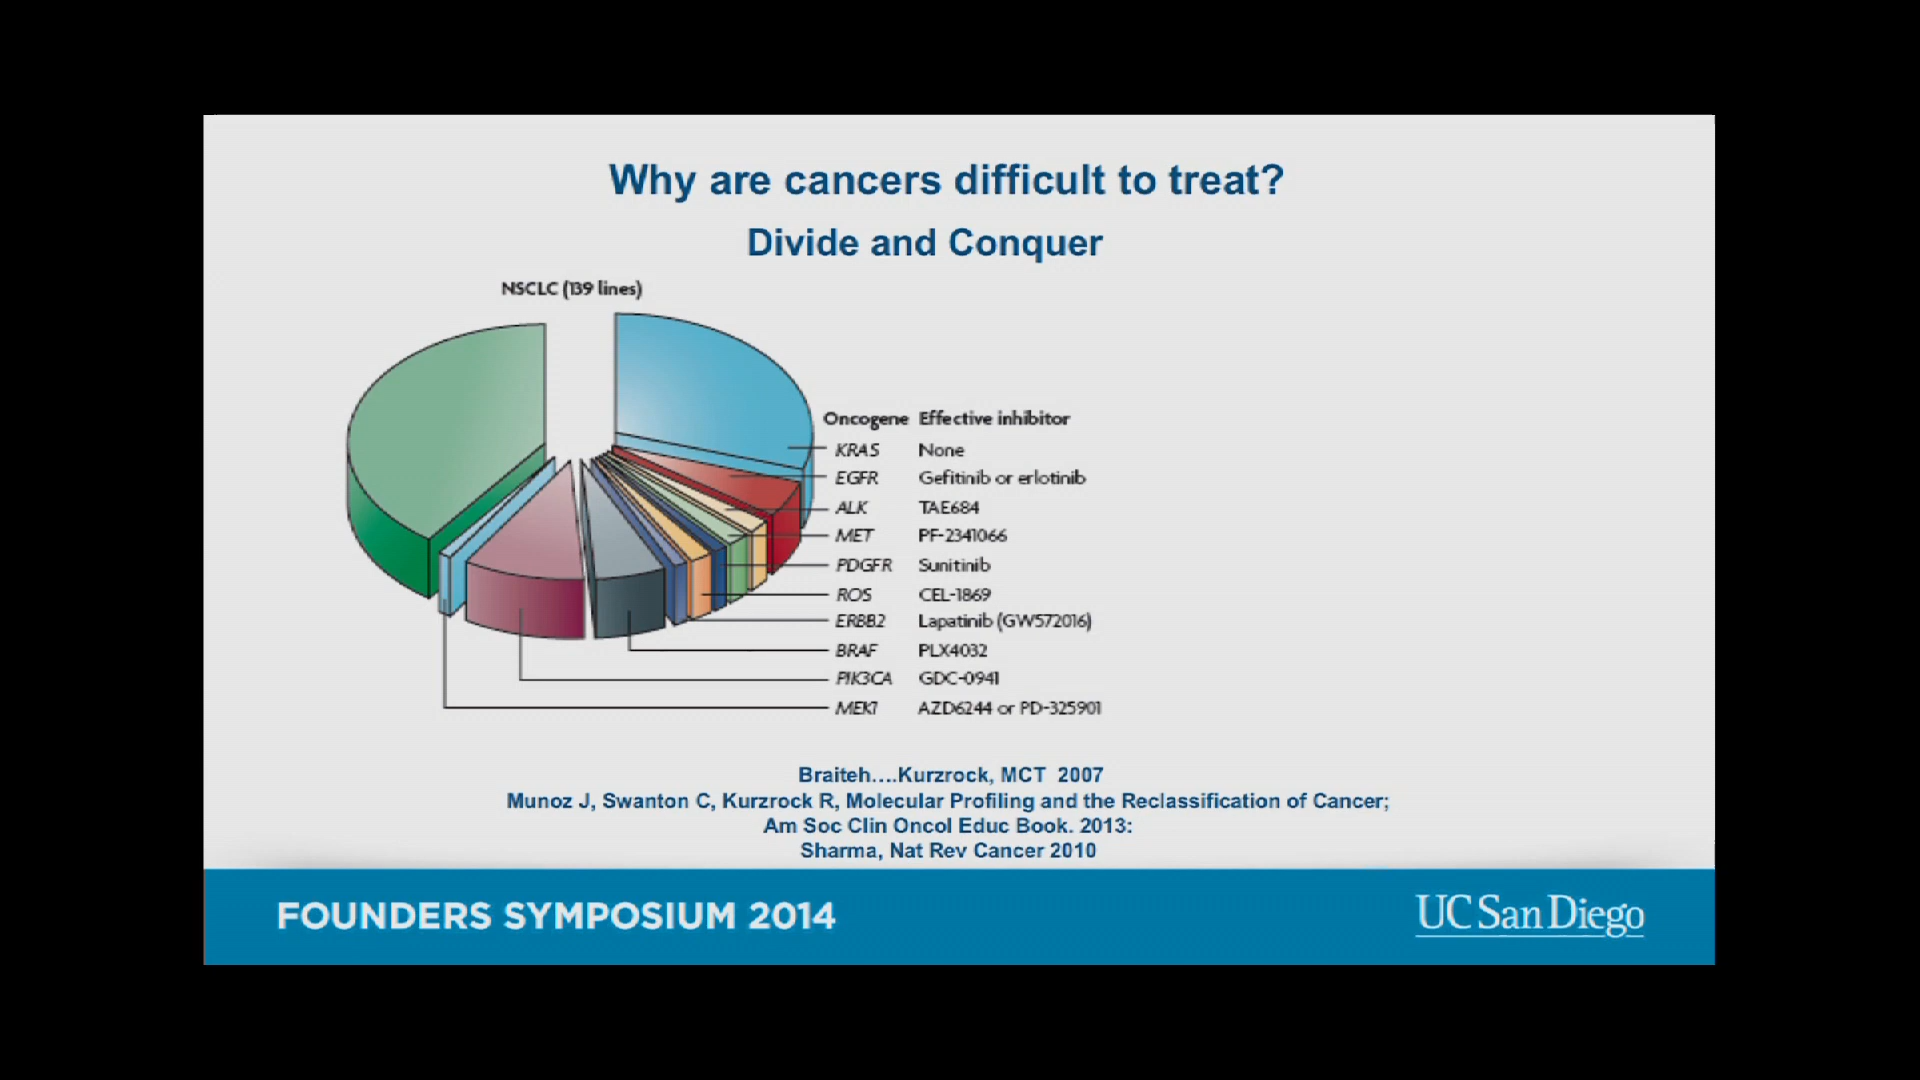 Why are cancers difficult to treat?
Divide and Conquer
NSCLC (139 lines)
Oncogene Effective inhibitor
KRAS None
EGFR Gefitinib or erlotinib
ALK TAE684
MET PF-2341066
PDGFR Sunitinib
ROS CEL-1869
ERBB2 Lapatinib (GW572016)
BRAF PLX4032
PIK3CA GDC-0941
MEK1 AZD6244 or PD-325901
Braiteh....Kurzrock, MCT 2007
Munoz J, Swanton C, Kurzrock R, Molecular Profiling and the Reclassification of Cancer;
Am Soc Clin Oncol Educ Book. 2013:
Sharma, Nat Rev Cancer 2010
FOUNDERS SYMPOSIUM 2014
UC San Diego